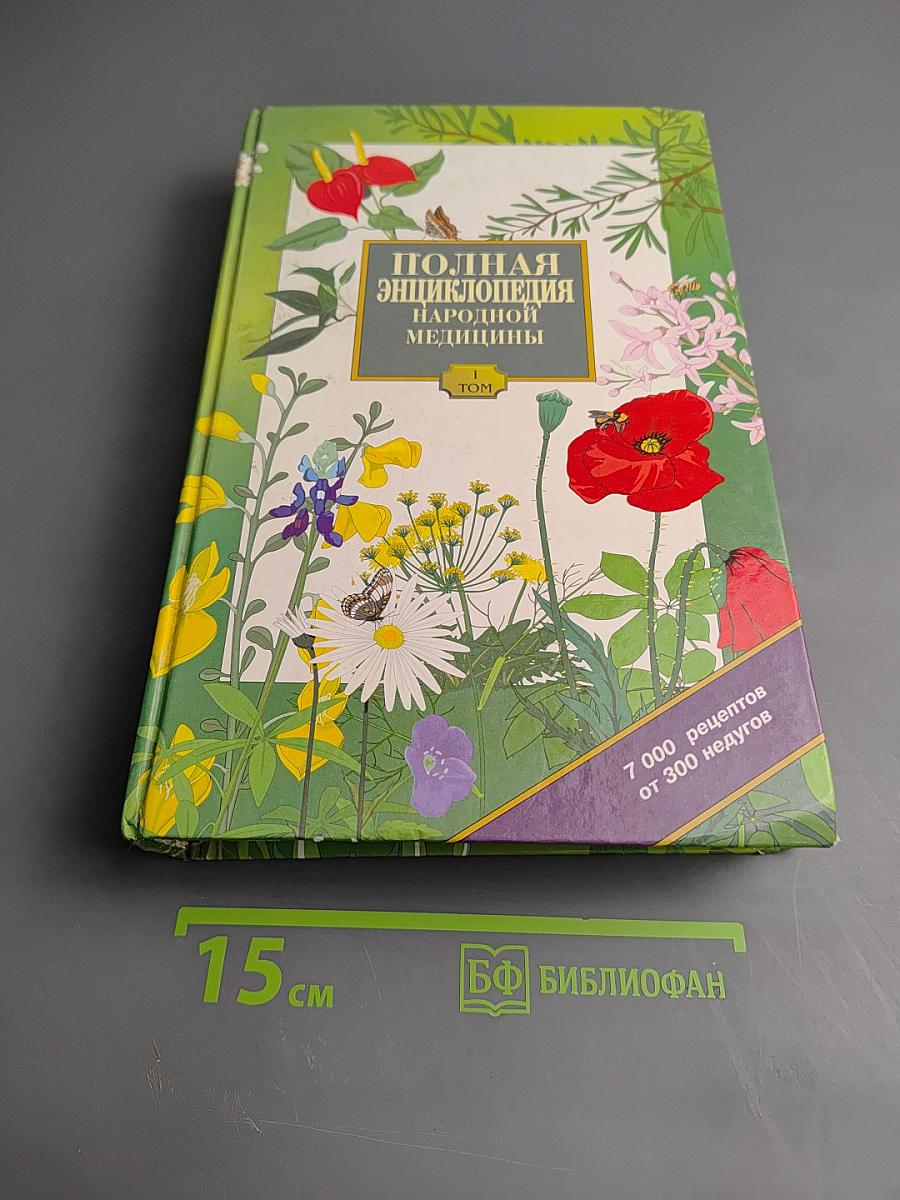 ПОЛНАЯ
ЭНЦИКЛОПЕДИЯ
НАРОДНОЙ
МЕДИЦИНЫ
I
ТОМ
7 000 рецептов
от 300 недугов
15 см
БФ БИБЛИОФАН